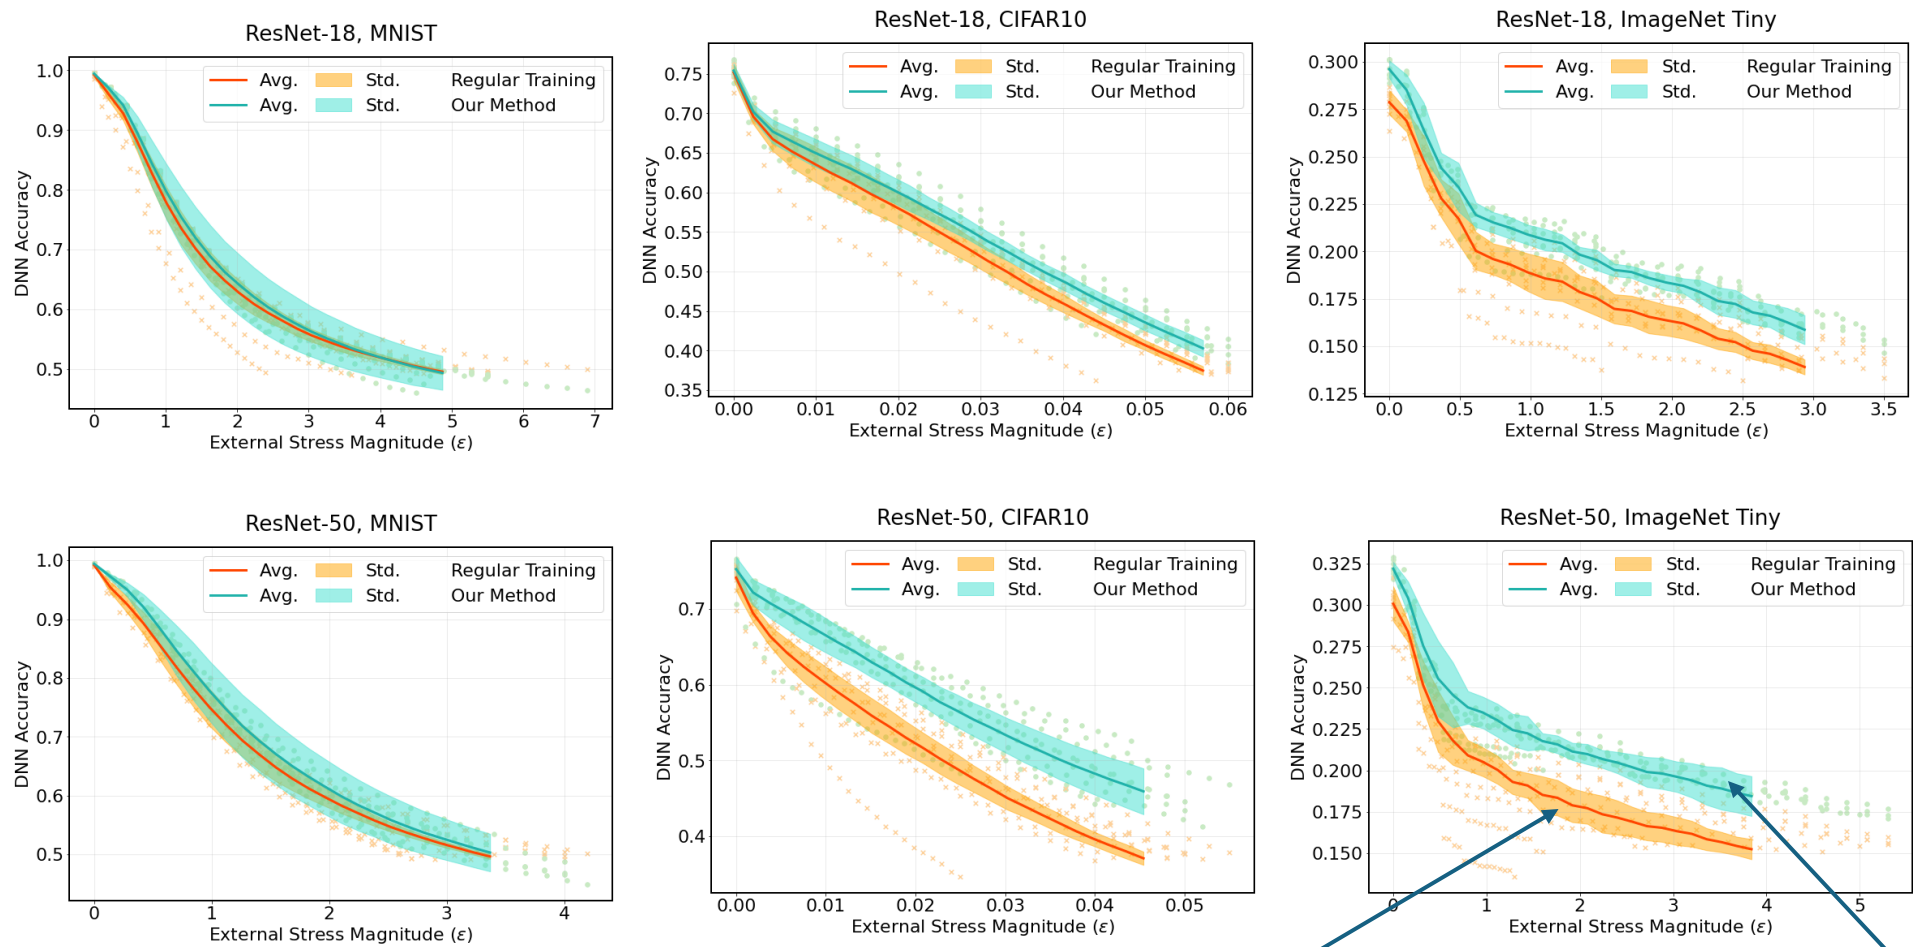 ResNet-18, MNIST
Avg. Std. Regular Training
Avg. Std. Our Method
DNN Accuracy
1.0
0.9
0.8
0.7
0.6
0.5
0 1 2 3 4 5 6 7
External Stress Magnitude (ε)
ResNet-18, CIFAR10
Avg. Std. Regular Training
Avg. Std. Our Method
DNN Accuracy
0.75
0.70
0.65
0.60
0.55
0.50
0.45
0.40
0.35
0.00 0.01 0.02 0.03 0.04 0.05 0.06
External Stress Magnitude (ε)
ResNet-18, ImageNet Tiny
Avg. Std. Regular Training
Avg. Std. Our Method
DNN Accuracy
0.300
0.275
0.250
0.225
0.200
0.175
0.150
0.125
0.0 0.5 1.0 1.5 2.0 2.5 3.0 3.5
External Stress Magnitude (ε)
ResNet-50, MNIST
Avg. Std. Regular Training
Avg. Std. Our Method
DNN Accuracy
1.0
0.9
0.8
0.7
0.6
0.5
0 1 2 3 4
External Stress Magnitude (ε)
ResNet-50, CIFAR10
Avg. Std. Regular Training
Avg. Std. Our Method
DNN Accuracy
0.7
0.6
0.5
0.4
0.00 0.01 0.02 0.03 0.04 0.05
External Stress Magnitude (ε)
ResNet-50, ImageNet Tiny
Avg. Std. Regular Training
Avg. Std. Our Method
DNN Accuracy
0.325
0.300
0.275
0.250
0.225
0.200
0.175
0.150
0 1 2 3 4 5
External Stress Magnitude (ε)